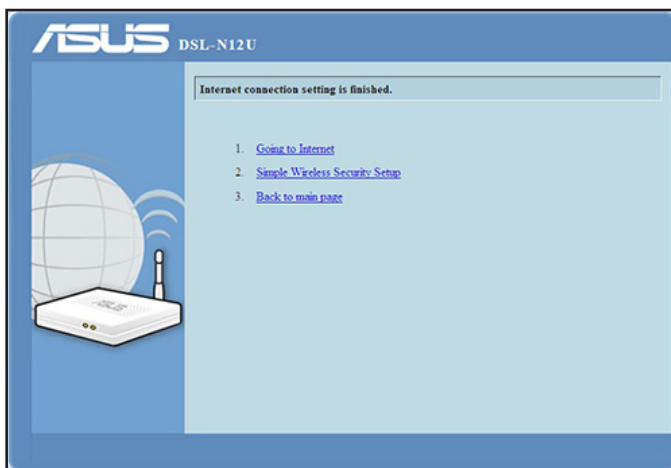 ASUS DSL-N12U
Internet connection setting is finished.
1. Going to Internet
2. Simple Wireless Security Setup
3. Back to main page
ASUS